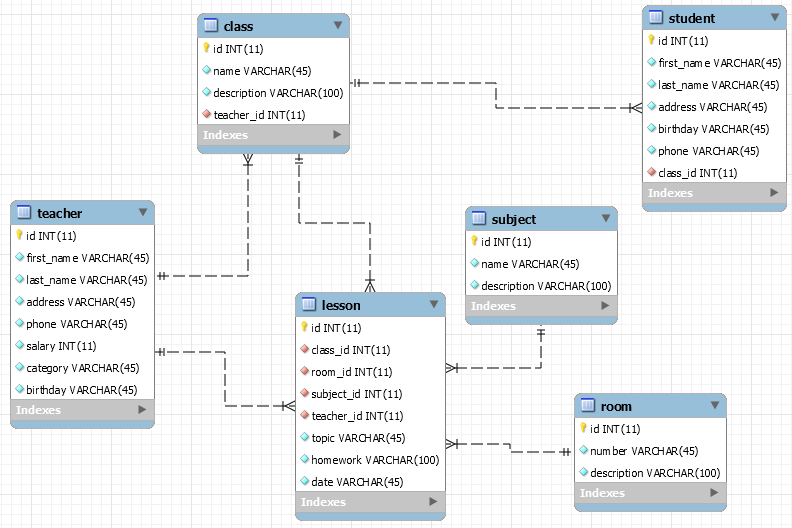 class
id INT(11)
name VARCHAR(45)
description VARCHAR(100)
teacher_id INT(11)
Indexes
student
id INT(11)
first_name VARCHAR(45)
last_name VARCHAR(45)
address VARCHAR(45)
birthday VARCHAR(45)
phone VARCHAR(45)
class_id INT(11)
Indexes
teacher
id INT(11)
first_name VARCHAR(45)
last_name VARCHAR(45)
address VARCHAR(45)
phone VARCHAR(45)
salary INT(11)
category VARCHAR(45)
birthday VARCHAR(45)
Indexes
subject
id INT(11)
name VARCHAR(45)
description VARCHAR(100)
Indexes
lesson
id INT(11)
class_id INT(11)
room_id INT(11)
subject_id INT(11)
teacher_id INT(11)
topic VARCHAR(45)
homework VARCHAR(100)
date VARCHAR(45)
Indexes
room
id INT(11)
number VARCHAR(45)
description VARCHAR(100)
Indexes